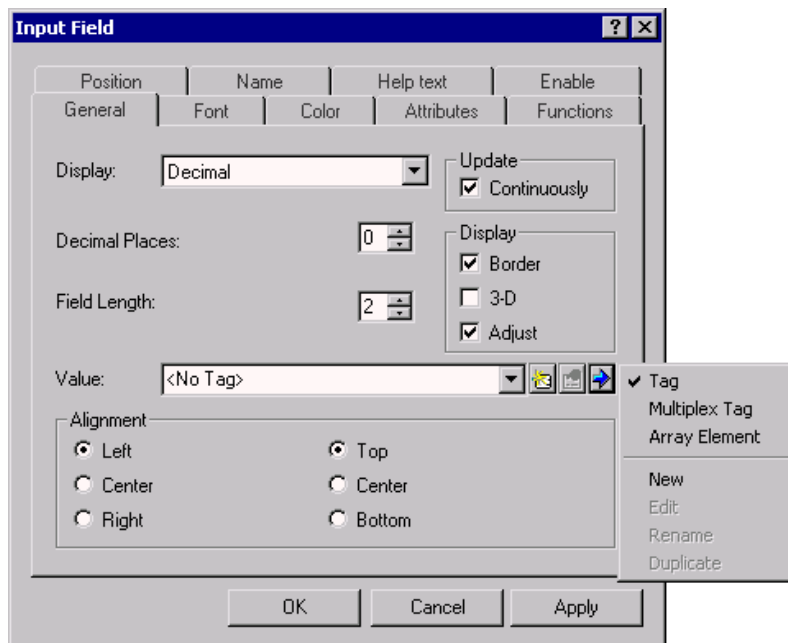 Input Field
Position Name Help text Enable
General Font Color Attributes Functions
Display: Decimal
Update
Continuously
Decimal Places: 0
Display
Border
Field Length: 2
3-D
Adjust
Value: <No Tag>
Tag
Multiplex Tag
Array Element
New
Edit
Rename
Duplicate
Alignment
Left Top
Center Center
Right Bottom
OK Cancel Apply